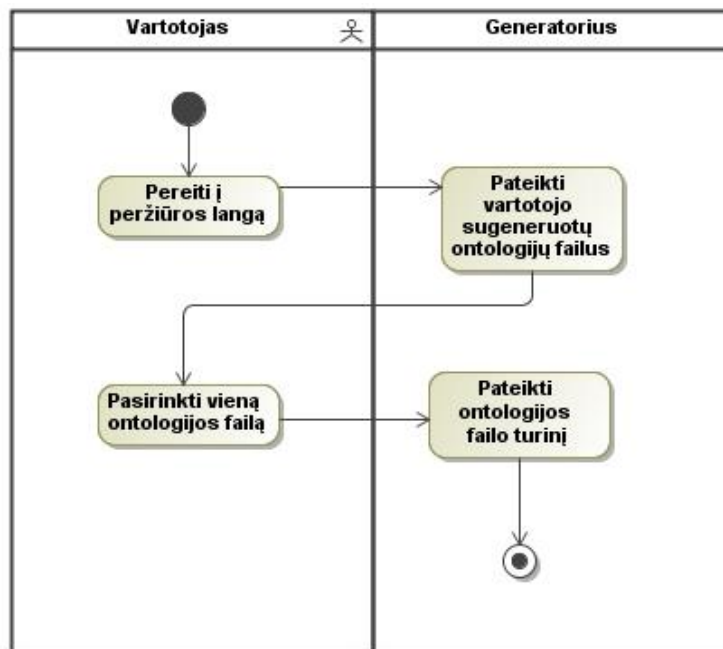 Vartotojas
Generatorius
Pereiti į
peržiūros langą
Pateikti
vartotojo
sugeneruotų
ontologijų failus
Pasirinkti vieną
ontologijos failą
Pateikti
ontologijos
failo turinį